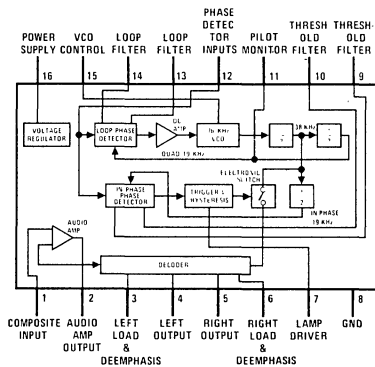 POWER SUPPLY
VCO CONTROL
LOOP FILTER
LOOP FILTER
PHASE DETEC TOR INPUTS
PILOT MONITOR
THRESH OLD FILTER
THRESH- OLD FILTER
16
15
14
13
12
11
10
9
VOLTAGE REGULATOR
LOOP PHASE DETECTOR
DC AMP
76 KHz VCO
38 KHz
QUAD 19 KHz
ELECTRONIC SWITCH
IN PHASE PHASE DETECTOR
TRIGGER & HYSTERESIS
2
IN PHASE 19 KHz
AUDIO AMP
DECODER
1
2
3
4
5
6
7
8
COMPOSITE INPUT
AUDIO AMP OUTPUT
LEFT LOAD & DEEMPHASIS
LEFT OUTPUT
RIGHT OUTPUT
RIGHT LOAD & DEEMPHASIS
LAMP DRIVER
GND